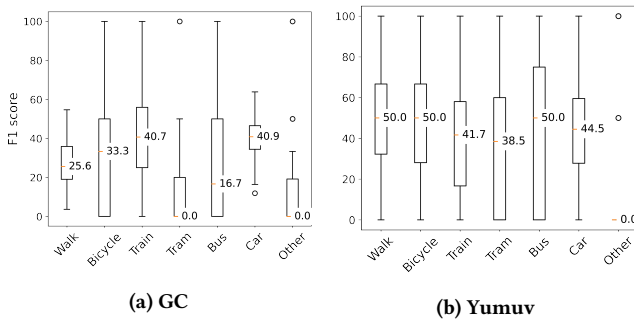 F1 score
100
80
60
40
20
0
25.6
33.3
40.7
0.0
16.7
40.9
0.0
Walk
Bicycle
Train
Tram
Bus
Car
Other
(a) GC
100
80
60
40
20
0
50.0
50.0
41.7
38.5
50.0
44.5
0.0
Walk
Bicycle
Train
Tram
Bus
Car
Other
(b) Yumuv